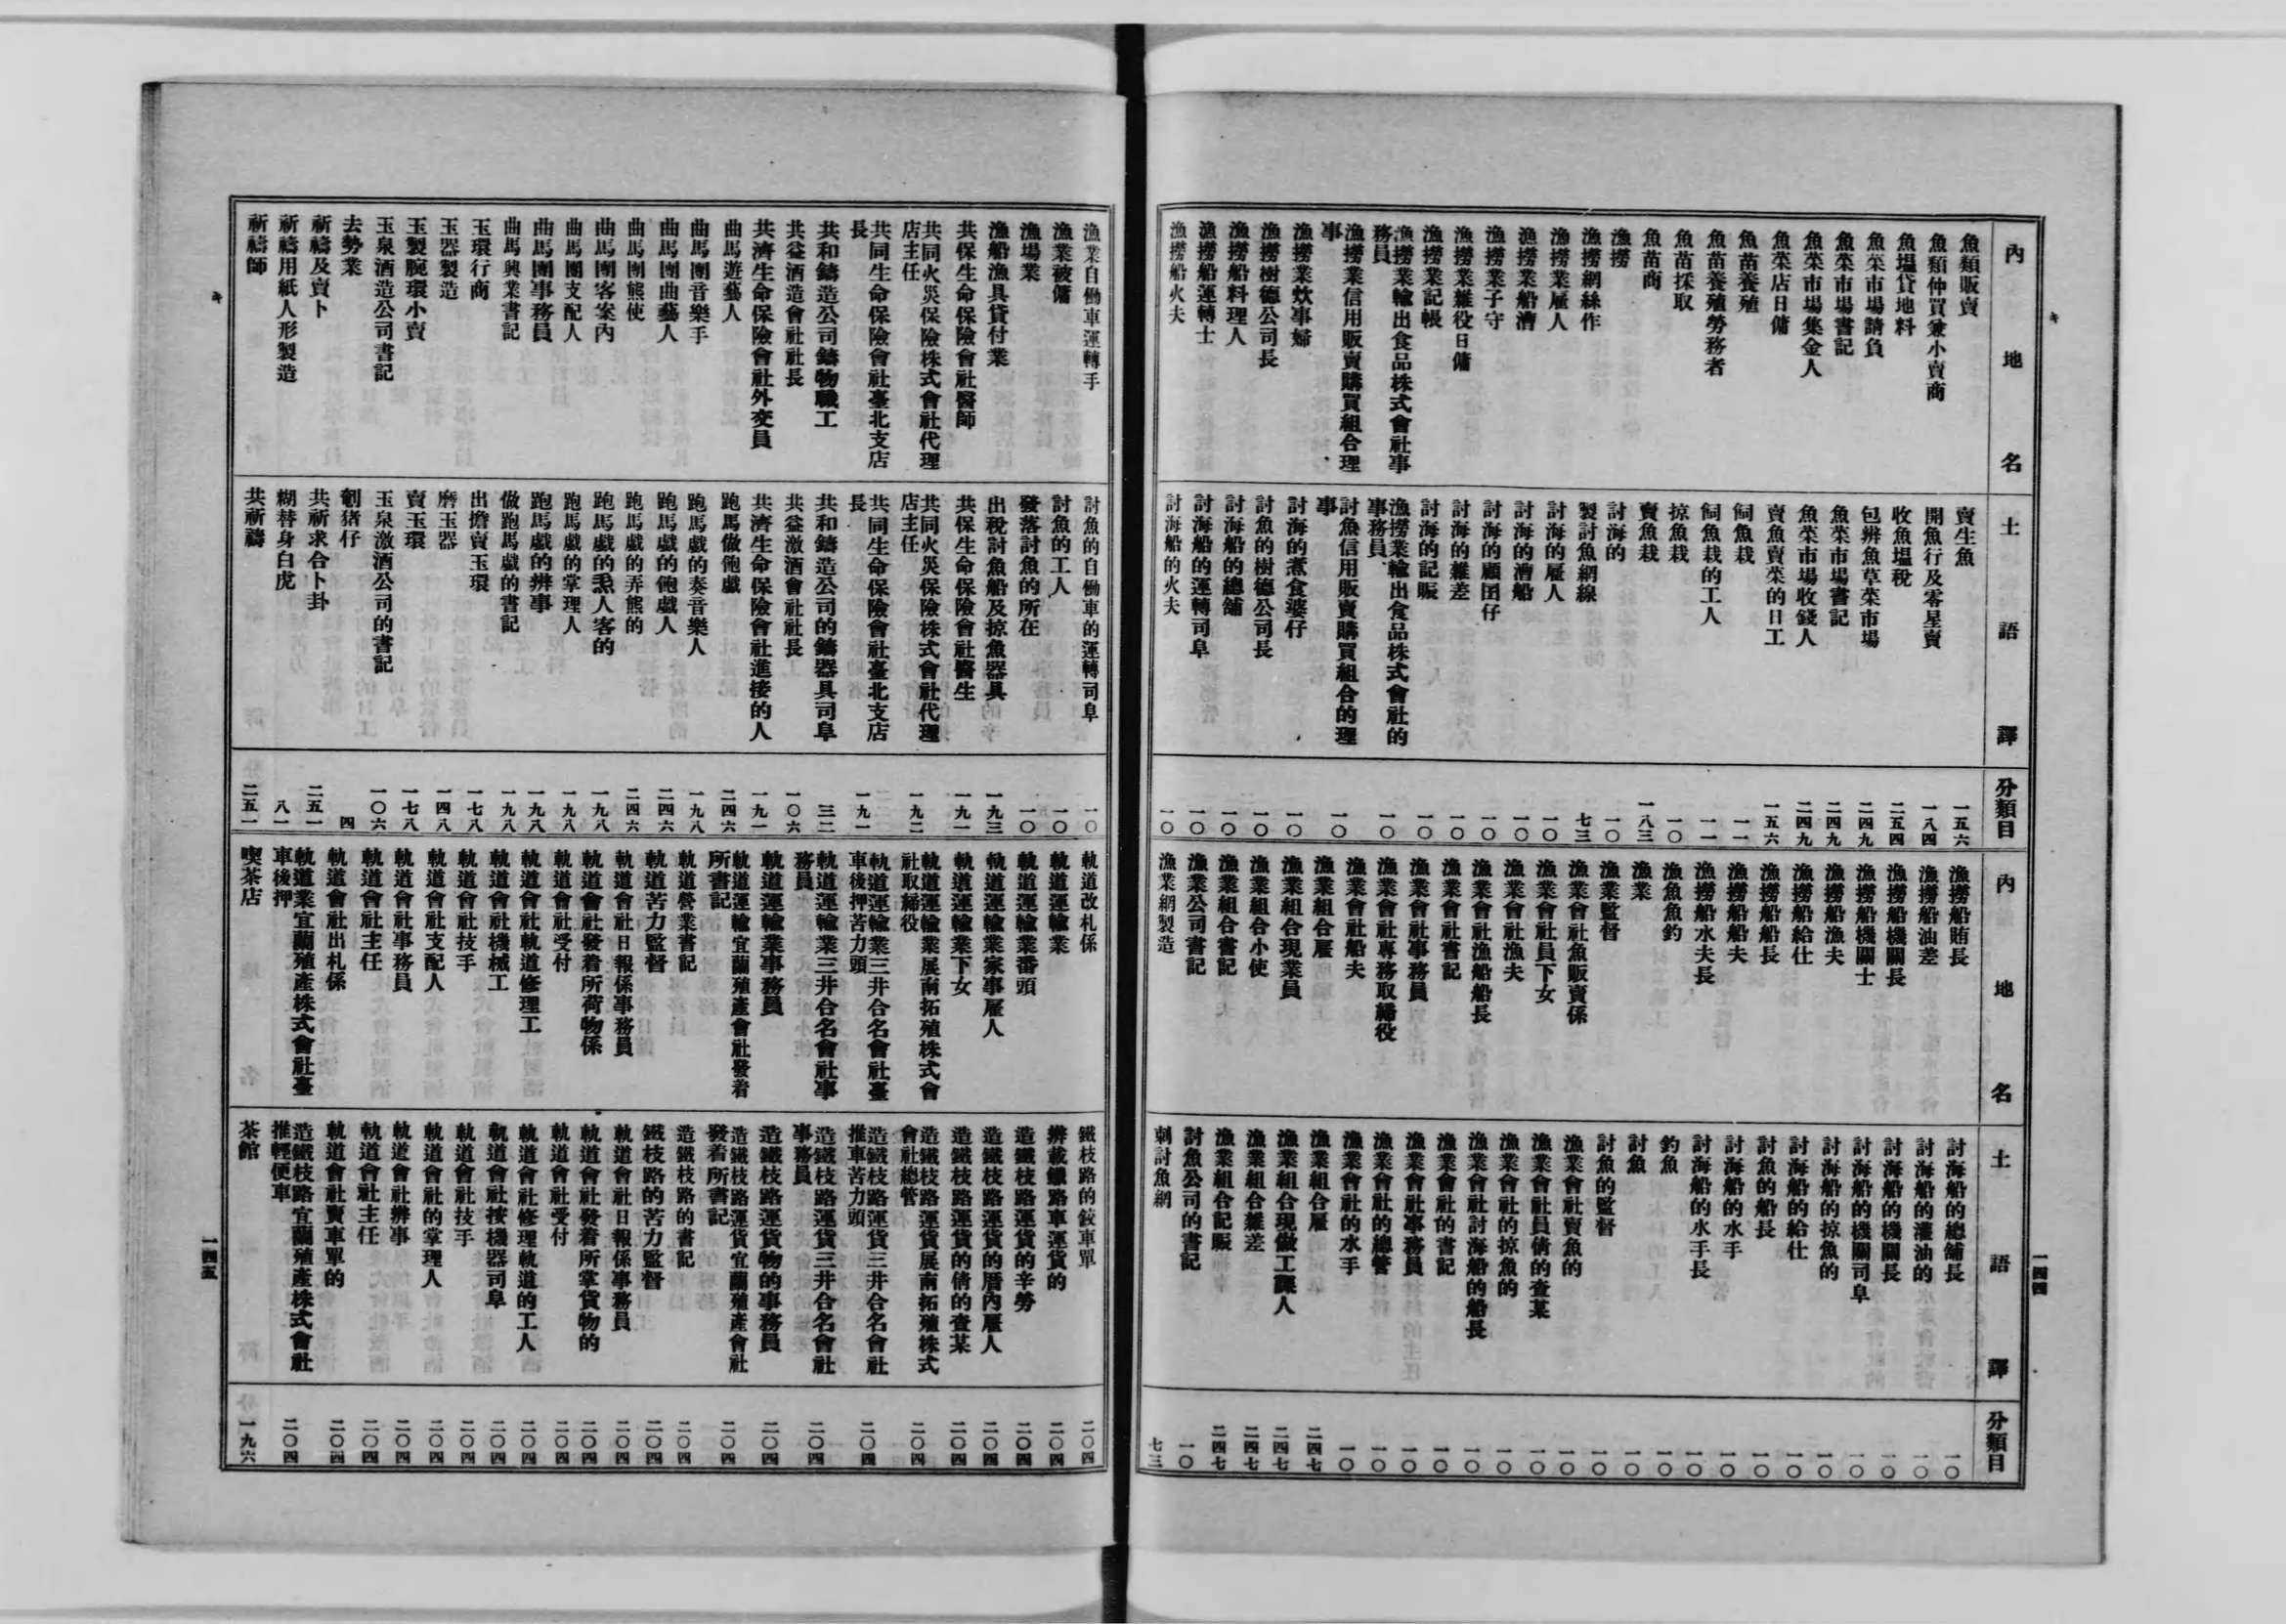 キ
內地名 土語譯 分類目
魚類販賣 賣生魚 一五六
魚類仲買兼小賣商 開魚行及零星賣 一八四
魚塭貸地料 收魚塭稅 二五四
魚菜市場請負 包辨魚草菜市場 二四九
魚菜市場書記 魚菜市場書記 二四九
魚菜市場集金人 魚菜市場收錢人 二四九
魚菜店日傭 賣魚賣菜的日工 一五六
魚苗養殖 飼魚栽 一一
魚苗養殖勞務者 飼魚栽的工人 一一
魚苗採取 掠魚栽 一〇
魚苗商 賣魚栽 一八三
漁撈 討海的 一〇
漁撈網絲作 製討魚網線 七三
漁撈業雇人 討海的雇人 一〇
漁撈業船漕 討海的漕船 一〇
漁撈業子守 討海的顧囝仔 一〇
漁撈業雜役日傭 討海的雜差 一〇
漁撈業記帳 討海的記賬 一〇
漁撈業輸出食品株式會社事務員 漁撈業輸出食品株式會社的事務員 一〇
漁撈業信用販賣購買組合理事 討魚信用販賣購買組合的理事 一〇
漁撈業炊事婦 討海的煮食婆仔 一〇
漁撈樹德公司長 討魚的樹德公司長 一〇
漁撈船料理人 討海船的總舖 一〇
漁撈船運轉士 討海船的運轉司阜 一〇
漁撈船火夫 討海船的火夫 一〇
內地名 土語譯 分類目
漁撈船賄長 討海船的總舖長 一〇
漁撈船油差 討海船的灌油的 一〇
漁撈船機關長 討海船的機關長 一〇
漁撈船機關士 討海船的機關司阜 一〇
漁撈船漁夫 討海船的掠魚的 一〇
漁撈船給仕 討海船的給仕 一〇
漁撈船船長 討魚的船長 一〇
漁撈船船夫 討海船的水手 一〇
漁撈船水夫長 討海船的水手長 一〇
漁魚魚釣 釣魚 一〇
漁業 討魚 一〇
漁業監督 討魚的監督 一〇
漁業會社魚販賣係 漁業會社賣魚的 一〇
漁業會社員下女 漁業會社員倩的查某 一〇
漁業會社漁夫 漁業會社的掠魚的 一〇
漁業會社漁船船長 漁業會社討海船的船長 一〇
漁業會社書記 漁業會社的書記 一〇
漁業會社事務員 漁業會社事務員 一〇
漁業會社專務取締役 漁業會社的總管 一〇
漁業會社船夫 漁業會社的水手 一〇
漁業組合雇 漁業組合雇 二四七
漁業組合現業員 漁業組合現做工課人 二四七
漁業組合小使 漁業組合雜差 二四七
漁業組合書記 漁業組合記賬 二四七
漁業公司書記 討魚公司的書記 一〇
漁業網製造 刺討魚網 七三
一四四
キ
漁業自働車運轉手 討魚的自働車的運轉司阜 一〇
漁業被傭 討魚的工人 一〇
漁場業 發落討魚的所在 一〇
漁船漁具貸付業 出稅討魚船及掠魚器具 一九三
共保生命保險會社醫師 共保生命保險會社醫生 一九一
共同火災保險株式會社代理店主任 共同火災保險株式會社代理店主任 一九二
共同生命保險會社臺北支店長 共同生命保險會社臺北支店長 一九一
共和鑄造公司鑄物職工 共和鑄造公司的鑄器具司阜 三二
共益酒造會社社長 共益激酒會社社長 一〇六
共濟生命保險會社外交員 共濟生命保險會社進接的人 一九一
曲馬遊藝人 跑馬做佗戲 二四六
曲馬團音樂手 跑馬戲的奏音樂人 一九八
曲馬團曲藝人 跑馬戲的佗戲人 二四六
曲馬團熊使 跑馬戲的弄熊的 二四六
曲馬團客案內 跑馬戲的𤆬人客的 一九八
曲馬團支配人 跑馬戲的掌理人 一九八
曲馬團事務員 跑馬戲的辨事 一九八
曲馬興業書記 做跑馬戲的書記 一九八
玉環行商 出擔賣玉環 一七八
玉器製造 磨玉器 一四八
玉製腕環小賣 賣玉環 一七八
玉泉酒造公司書記 玉泉激酒公司的書記 一〇六
去勢業 劊猪仔 四
祈禱及賣卜 共祈求合卜卦 二五一
祈禱用紙人形製造 糊替身白虎 八一
祈禱師 共祈禱 二五一
軌道改札係 鐵枝路的鉸車單 二〇四
軌道運輸業 辨載鐵路車運貨的 二〇四
軌道運輸業番頭 造鐵枝路運貨的辛勞 二〇四
軌道運輸業家事雇人 造鐵枝路運貨的厝內雇人 二〇四
軌道運輸業下女 造鐵枝路運貨的倩的查某 二〇四
軌道運輸業展南拓殖株式會社取締役 造鐵枝路運貨展南拓殖株式會社總管 二〇四
軌道運輸業三井合名會社臺車後押苦力頭 造鐵枝路運貨三井合名會社推車苦力頭 二〇四
軌道運輸業三井合名會社事務員 造鐵枝路運貨三井合名會社事務員 二〇四
軌道運輸業事務員 造鐵枝路運貨物的事務員 二〇四
軌道運輸宜蘭殖產會社發着所書記 造鐵枝路運貨宜蘭殖產會社發着所書記 二〇四
軌道營業書記 造鐵枝路的書記 二〇四
軌道苦力監督 鐵枝路的苦力監督 二〇四
軌道會社日報係事務員 軌道會社日報係事務員 二〇四
軌道會社發着所荷物係 軌道會社發着所掌貨物的 二〇四
軌道會社受付 軌道會社受付 二〇四
軌道會社軌道修理工 軌道會社修理軌道的工人 二〇四
軌道會社機械工 軌道會社按機器司阜 二〇四
軌道會社技手 軌道會社技手 二〇四
軌道會社支配人 軌道會社的掌理人 二〇四
軌道會社事務員 軌道會社辨事 二〇四
軌道會社主任 軌道會社主任 二〇四
軌道會社出札係 軌道會社賣車單的 二〇四
軌道業宜蘭殖產株式會社臺車後押 造鐵枝路宜蘭殖產株式會社推輕便車 二〇四
喫茶店 茶館 一九六
一四五